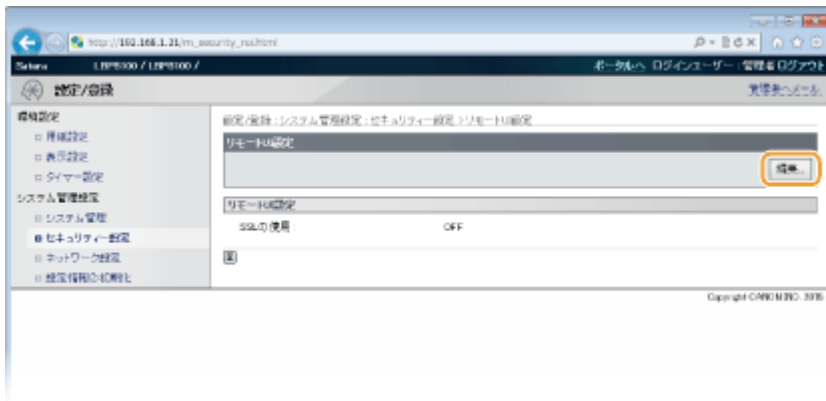 http://192.168.1.21/m_security_rui.html
Satera LBP8100 / LBP8100 /
ポータルへ ログインユーザー: 管理者 ログアウト
設定/登録
管理者へメール
環境設定
用紙設定
表示設定
タイマー設定
システム管理設定
システム管理
セキュリティー設定
ネットワーク設定
設定情報の初期化
設定/登録 : システム管理設定 : セキュリティー設定 > リモートUI設定
リモートUI設定
編集...
リモートUI設定
SSLの使用 : OFF
Copyright CANON INC. 2015